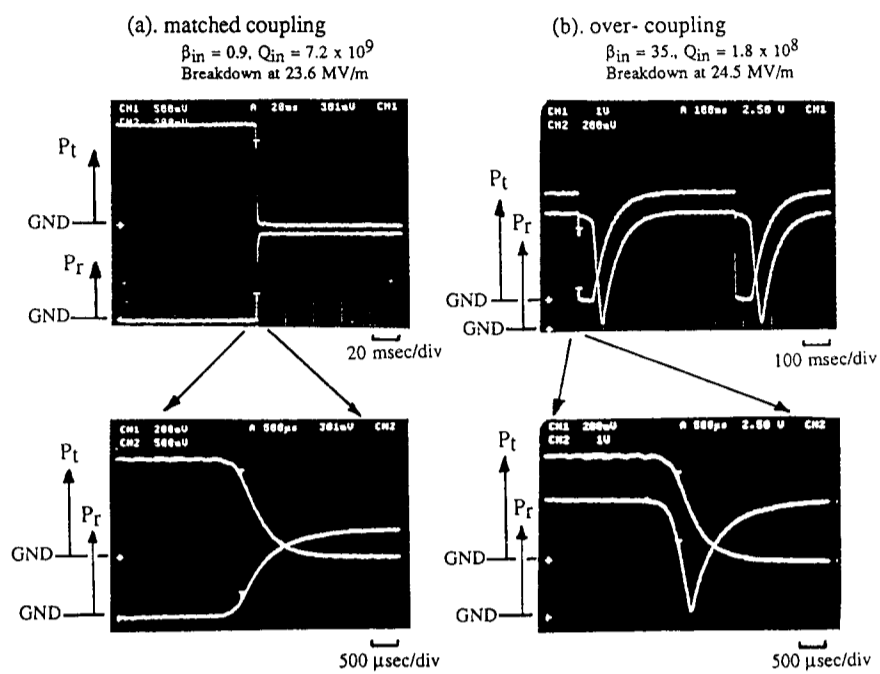 (a). matched coupling
βin = 0.9, Qin = 7.2 x 10⁹
Breakdown at 23.6 MV/m
CH1 500mV A 20ms 301mV CH1
CH2
Pt
GND
Pr
GND
20 msec/div
CH1 200mV A 500µs 301mV CH2
CH2 500mV
Pt
Pr
GND
GND
500 µsec/div
(b). over- coupling
βin = 35., Qin = 1.8 x 10⁸
Breakdown at 24.5 MV/m
CH1 1V A 100ms 2.50 V CH1
CH2 200mV
Pt
Pr
GND
GND
100 msec/div
CH1 200mV A 500µs 2.50 V CH2
CH2 1V
Pt
Pr
GND
GND
500 µsec/div